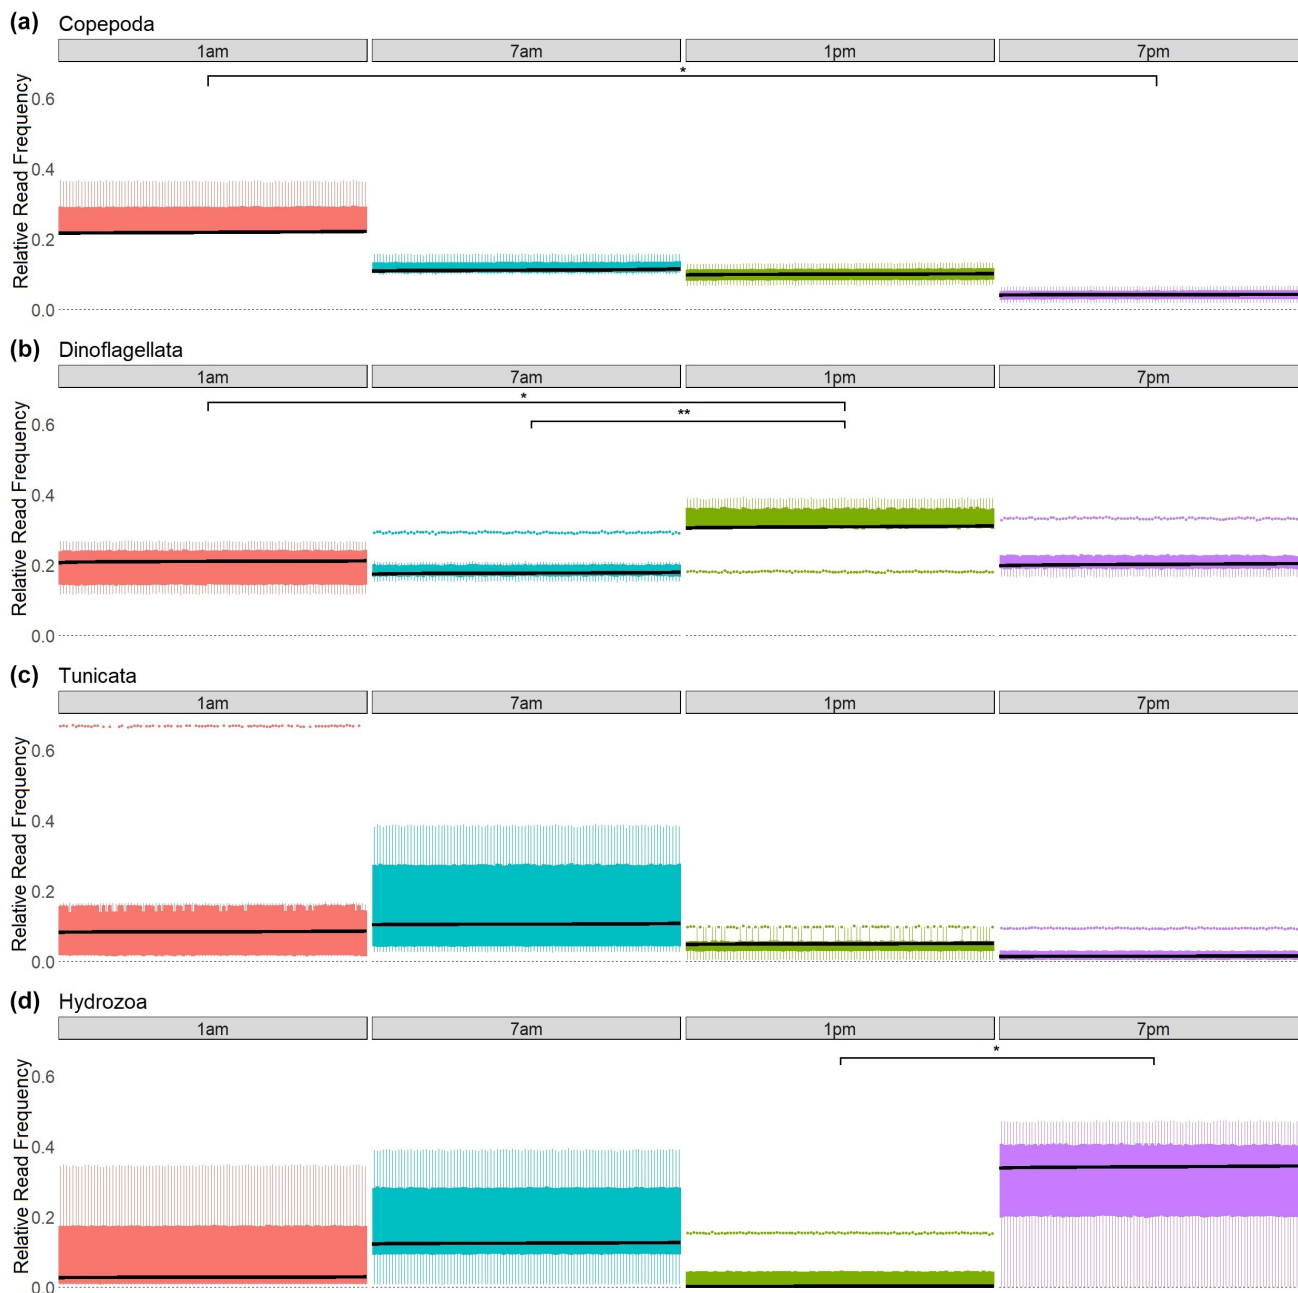 (a) Copepoda
1am 7am 1pm 7pm
*
Relative Read Frequency
0.6
0.4
0.2
0.0
(b) Dinoflagellata
1am 7am 1pm 7pm
*
**
Relative Read Frequency
0.6
0.4
0.2
0.0
(c) Tunicata
1am 7am 1pm 7pm
Relative Read Frequency
0.6
0.4
0.2
0.0
(d) Hydrozoa
1am 7am 1pm 7pm
*
Relative Read Frequency
0.6
0.4
0.2
0.0